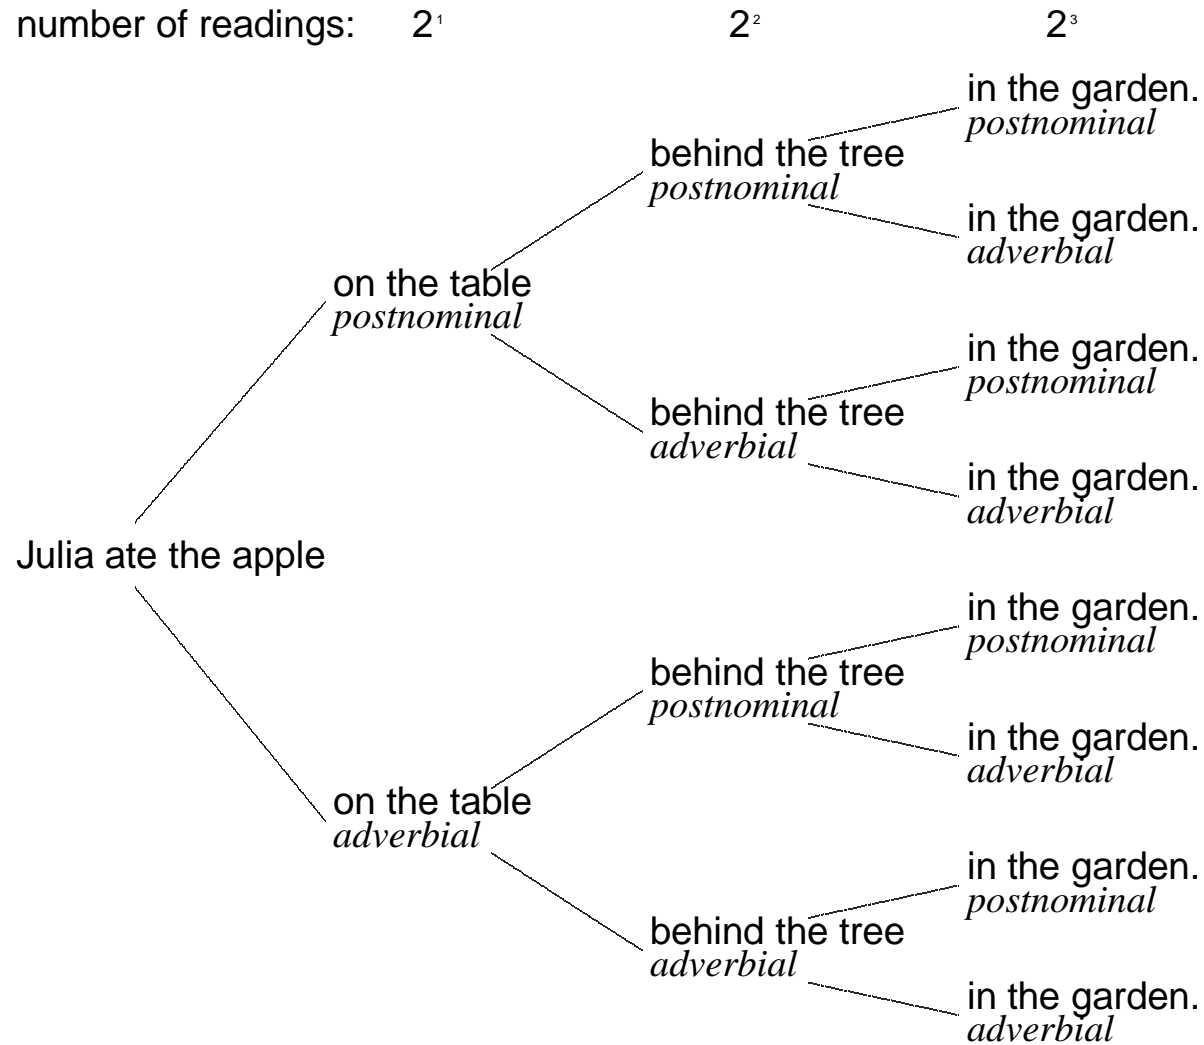 number of readings: 2¹ 2² 2³
in the garden.
postnominal
behind the tree
postnominal
in the garden.
adverbial
on the table
postnominal
in the garden.
postnominal
behind the tree
adverbial
in the garden.
adverbial
Julia ate the apple
in the garden.
postnominal
behind the tree
postnominal
in the garden.
adverbial
on the table
adverbial
in the garden.
postnominal
behind the tree
adverbial
in the garden.
adverbial